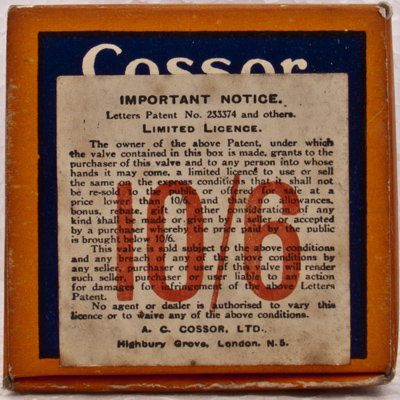 Cossor
IMPORTANT NOTICE.
Letters Patent No. 233374 and others.
LIMITED LICENCE.
The owner of the above Patent, under which
the valve contained in this box is made, grants to the
purchaser of this valve and to any person into whose
hands it may come, a limited licence to use or sell
the same on the express condition that it shall not
be re-sold to the public or offered for sale at a
price lower than 10/6 and that no allowances,
bonus, rebate, gift or other consideration of any
kind shall be made or given by a seller or accepted
by a purchaser whereby the price paid by the public
is brought below 10/6.
This valve is sold subject to the above conditions
and any breach of any of the above conditions by
any seller, purchaser or user of this valve will render
such seller, purchaser or user liable to an action
for damages for infringement of the above Letters
Patent.
No agent or dealer is authorised to vary this
licence or to waive any of the above conditions.
A. C. COSSOR, LTD.,
Highbury Grove, London, N.5.
10/6